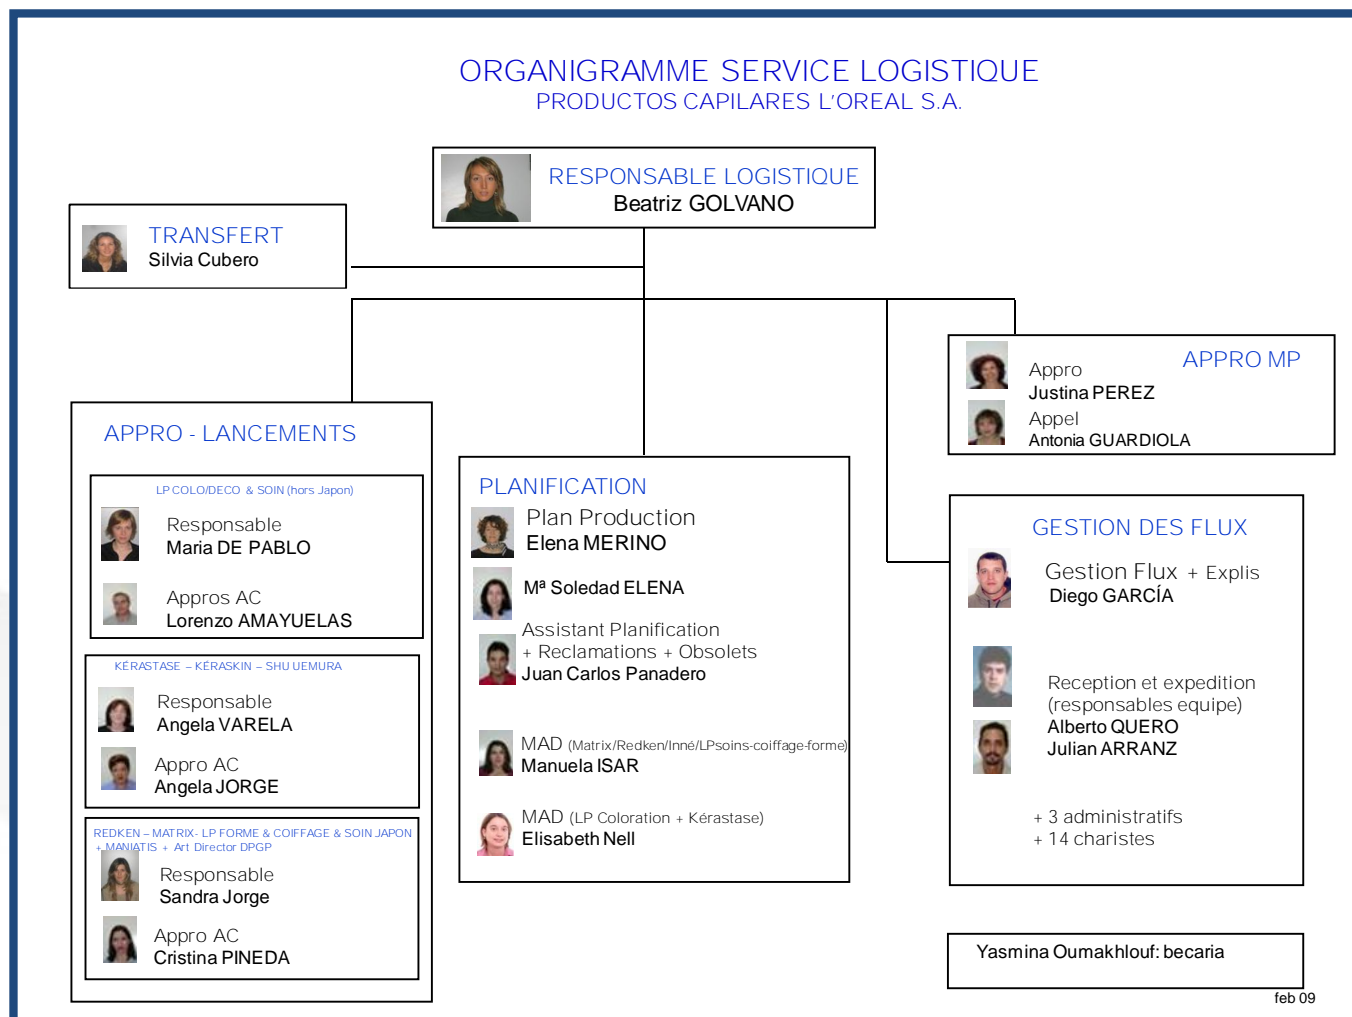 ORGANIGRAMME SERVICE LOGISTIQUE
PRODUCTOS CAPILARES L'OREAL S.A.
RESPONSABLE LOGISTIQUE
Beatriz GOLVANO
TRANSFERT
Silvia Cubero
APPRO MP
Appro
Justina PEREZ
Appel
Antonia GUARDIOLA
APPRO - LANCEMENTS
LP COLO/DECO & SOIN (hors Japon)
Responsable
Maria DE PABLO
Appros AC
Lorenzo AMAYUELAS
KÉRASTASE – KÉRASKIN – SHU UEMURA
Responsable
Angela VARELA
Appro AC
Angela JORGE
REDKEN – MATRIX- LP FORME & COIFFAGE & SOIN JAPON
+ MANIATIS + Art Director DPGP
Responsable
Sandra Jorge
Appro AC
Cristina PINEDA
PLANIFICATION
Plan Production
Elena MERINO
Mª Soledad ELENA
Assistant Planification
+ Reclamations + Obsolets
Juan Carlos Panadero
MAD (Matrix/Redken/Inné/LPsoins-coiffage-forme)
Manuela ISAR
MAD (LP Coloration + Kérastase)
Elisabeth Nell
GESTION DES FLUX
Gestion Flux + Explis
Diego GARCÍA
Reception et expedition
(responsables equipe)
Alberto QUERO
Julian ARRANZ
+ 3 administratifs
+ 14 charistes
Yasmina Oumakhlouf: becaria
feb 09